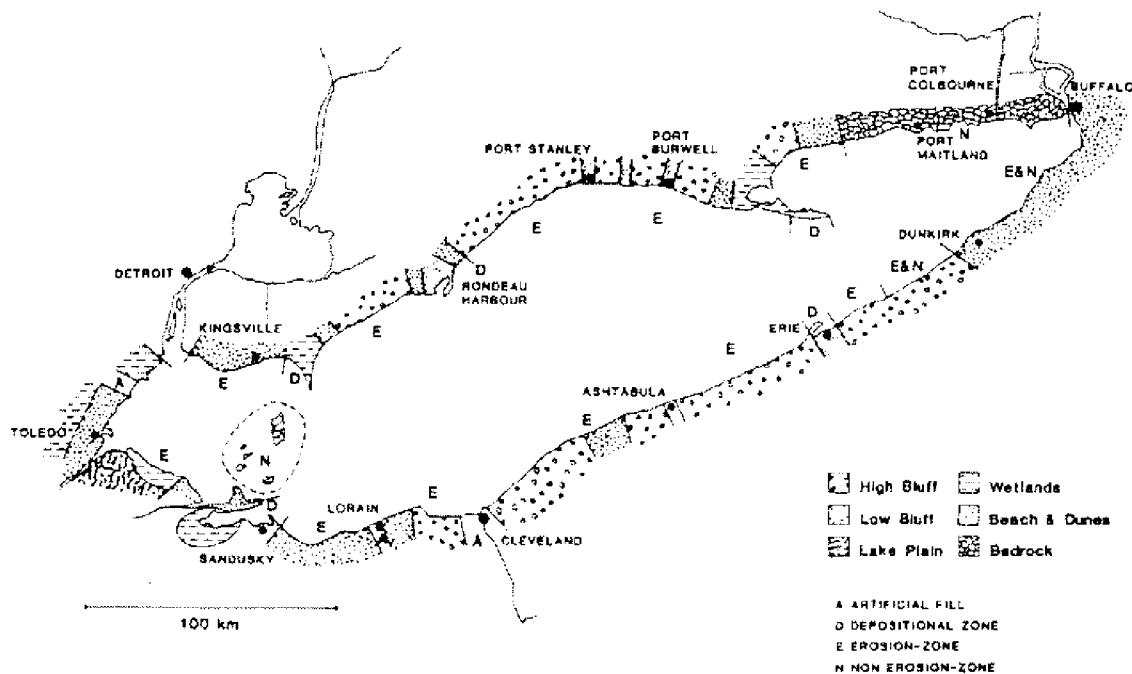 PORT
COLBOURNE
BUFFALO
PORT STANLEY
PORT
BURWELL
N
PORT
MAITLAND
E
E&N
E
E
D
DUNKIRK
DETROIT
D
RONDEAU
HARBOUR
E&N
E
KINGSVILLE
E
D
ERIE
E
E
D
A
ASHTABULA
E
TOLEDO
E
N
D
LORAIN
E
E
A
A
CLEVELAND
SANDUSKY
High Bluff
Wetlands
Low Bluff
Beach & Dunes
Lake Plain
Bedrock
100 km
A ARTIFICIAL FILL
D DEPOSITIONAL ZONE
E EROSION-ZONE
N NON EROSION-ZONE